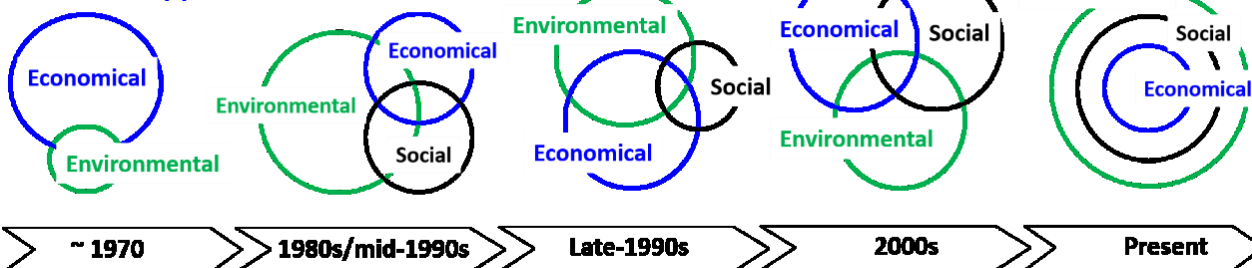 Economical
Environmental
Environmental
Economical
Social
Environmental
Social
Economical
Economical
Social
Environmental
Social
Economical
~ 1970
1980s/mid-1990s
Late-1990s
2000s
Present